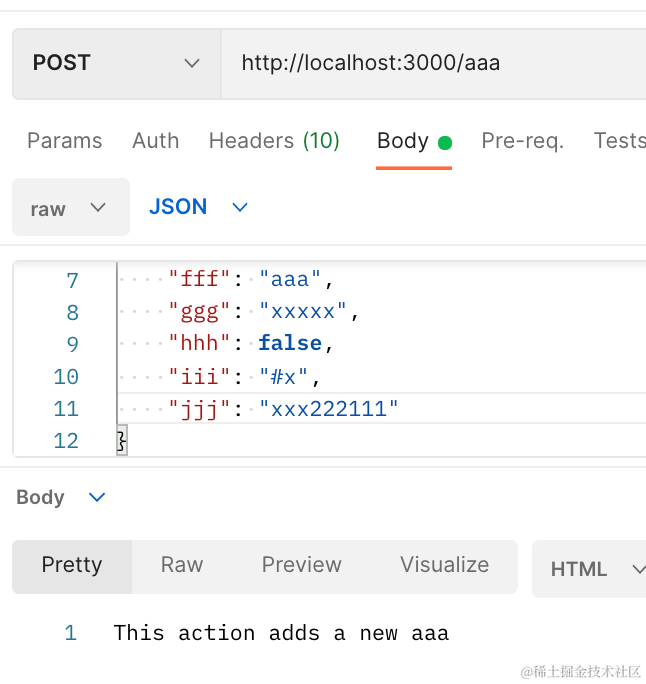 POST http://localhost:3000/aaa
Params Auth Headers (10) Body Pre-req. Tests
raw JSON
7 "fff": "aaa",
8 "ggg": "xxxxx",
9 "hhh": false,
10 "iii": "#x",
11 "jjj": "xxx222111"
12 }
Body
Pretty Raw Preview Visualize HTML
1 This action adds a new aaa
@稀土掘金技术社区